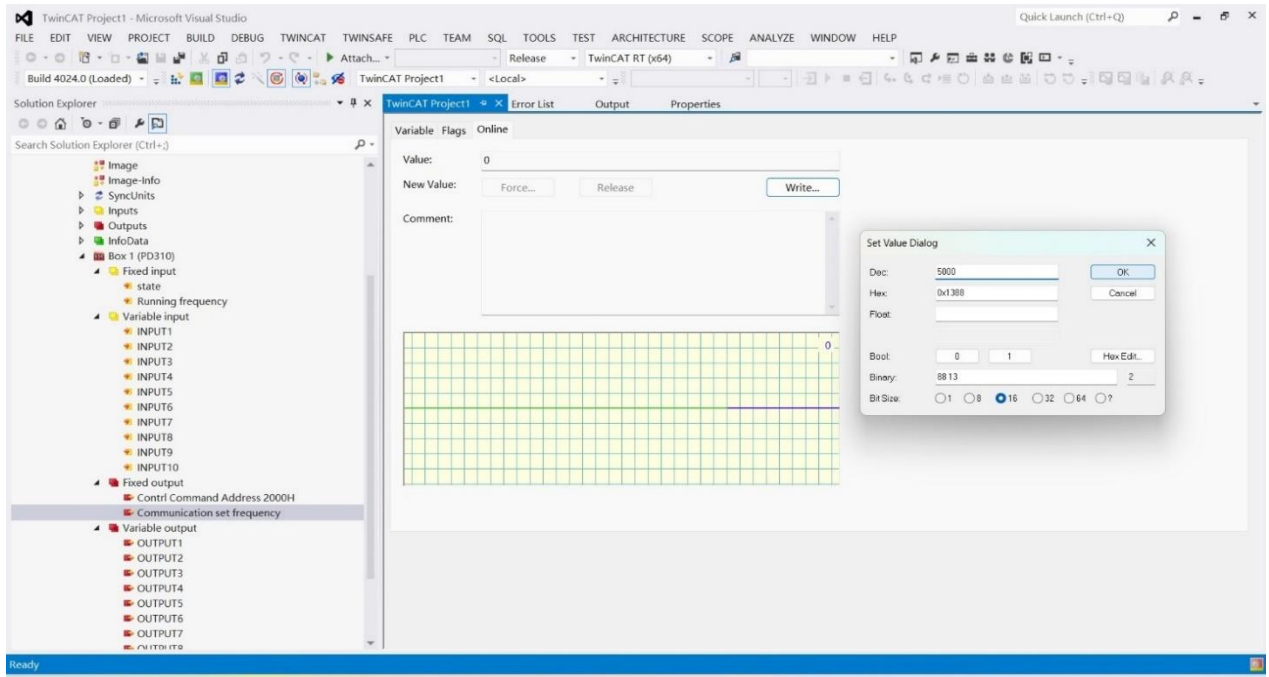 TwinCAT Project1 - Microsoft Visual Studio
Quick Launch (Ctrl+Q)
FILE EDIT VIEW PROJECT BUILD DEBUG TWINCAT TWINSAFE PLC TEAM SQL TOOLS TEST ARCHITECTURE SCOPE ANALYZE WINDOW HELP
Attach... Release TwinCAT RT (x64)
Build 4024.0 (Loaded) TwinCAT Project1 <Local>
Solution Explorer
Search Solution Explorer (Ctrl+;)
Image
Image-Info
SyncUnits
Inputs
Outputs
InfoData
Box 1 (PD310)
Fixed input
state
Running frequency
Variable input
INPUT1
INPUT2
INPUT3
INPUT4
INPUT5
INPUT6
INPUT7
INPUT8
INPUT9
INPUT10
Fixed output
Contrl Command Address 2000H
Communication set frequency
Variable output
OUTPUT1
OUTPUT2
OUTPUT3
OUTPUT4
OUTPUT5
OUTPUT6
OUTPUT7
OUTPUT8
TwinCAT Project1 Error List Output Properties
Variable Flags Online
Value: 0
New Value: Force... Release Write...
Comment:
0
Set Value Dialog
Dec: 5000 OK
Hex: 0x1388 Cancel
Float:
Bool: 0 1 Hex Edit...
Binary: 88 13 2
Bit Size: 1 8 16 32 64 ?
Ready